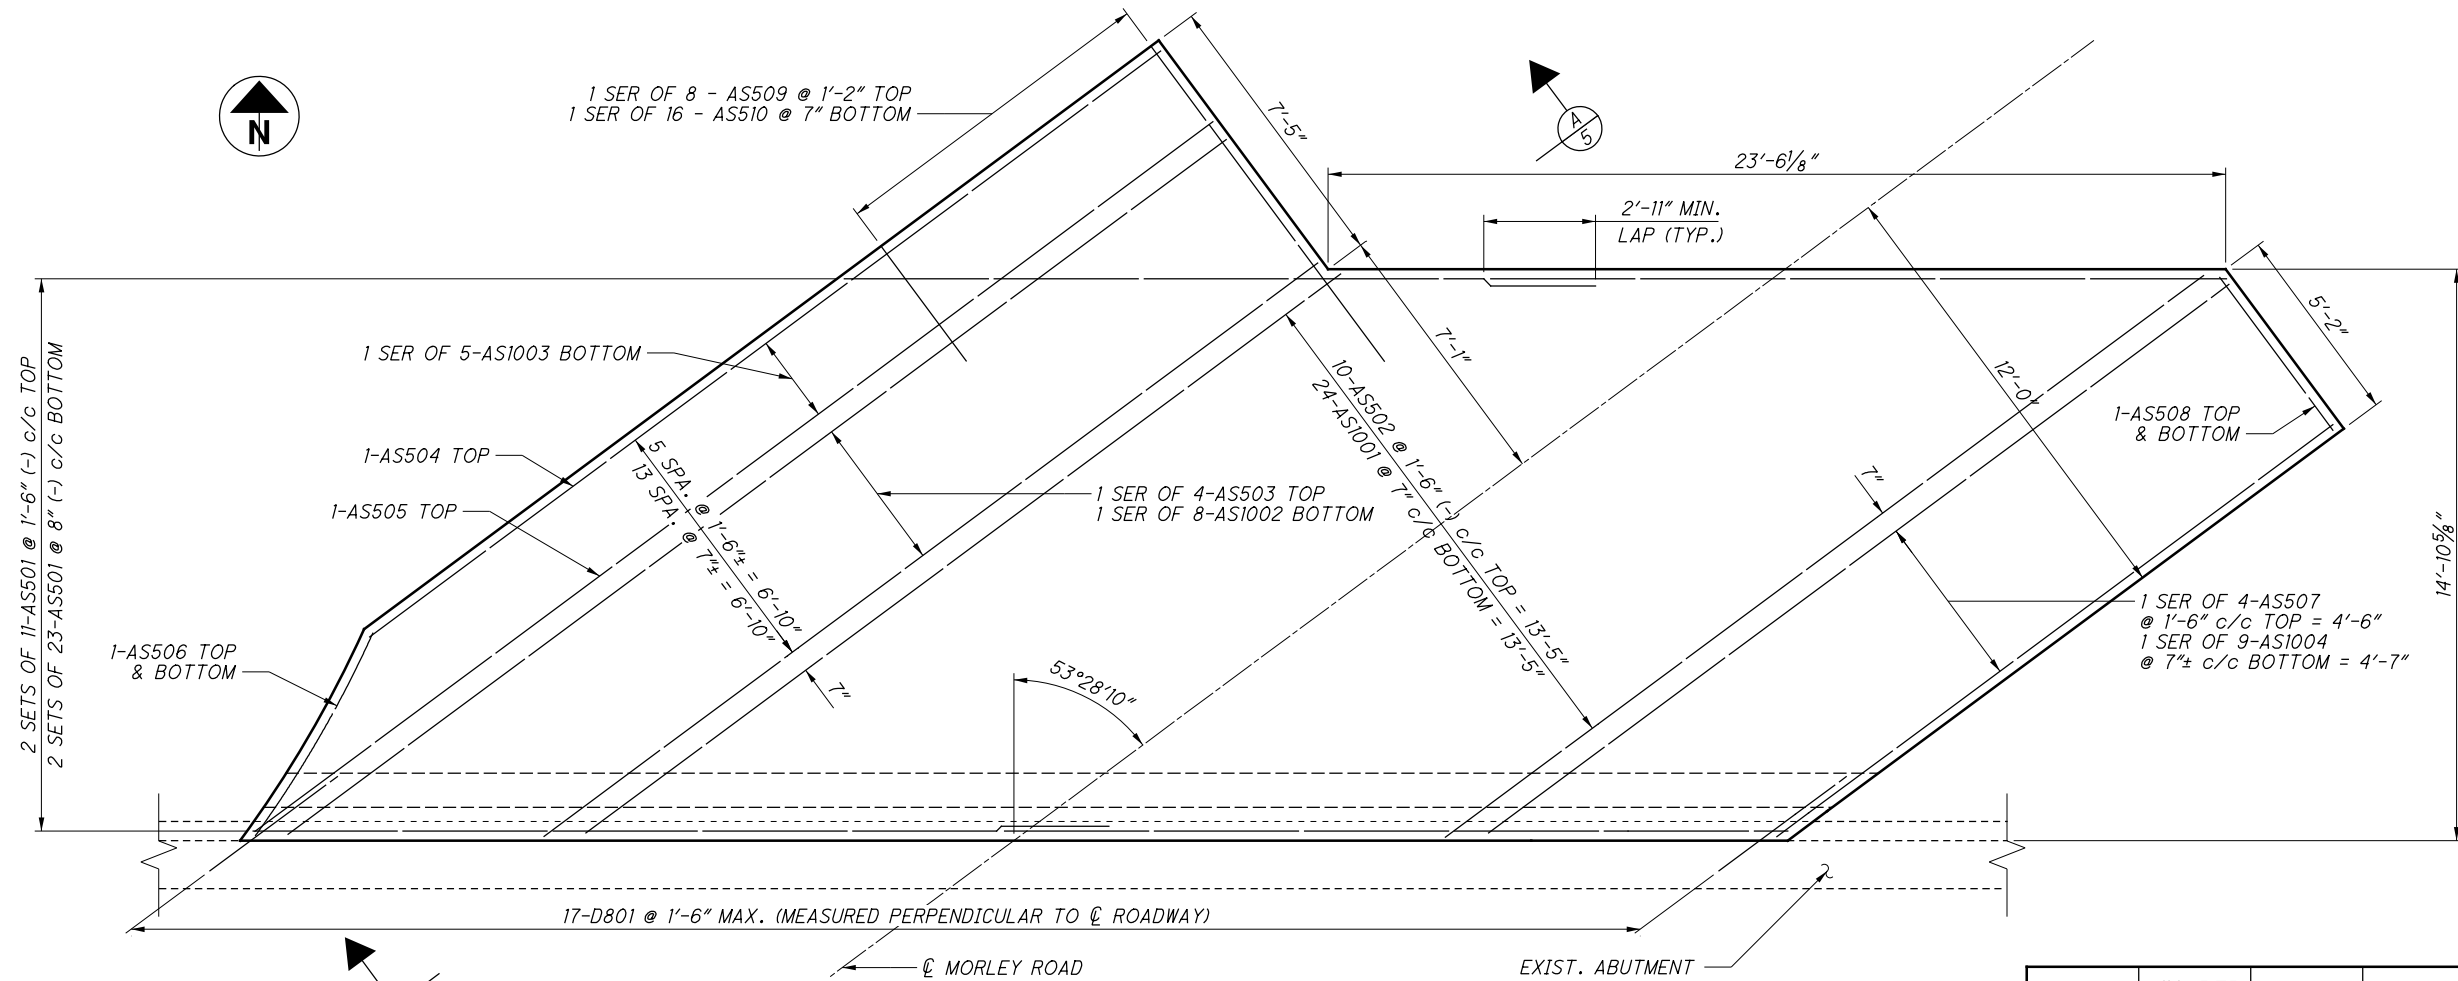 N
1 SER OF 8 - AS509 @ 1'-2" TOP
1 SER OF 16 - AS510 @ 7" BOTTOM
7'-5"
A
5
23'-6 1/8"
2'-11" MIN.
LAP (TYP.)
5'-2"
2 SETS OF 11-AS501 @ 1'-6" (-) c/c TOP
2 SETS OF 23-AS501 @ 8" (-) c/c BOTTOM
1 SER OF 5-AS1003 BOTTOM
7'-1"
12'-0"
10-AS502 @ 1'-6" (-) c/c TOP = 13'-5"
24-AS1001 @ 7" c/c BOTTOM = 13'-5"
1-AS508 TOP
& BOTTOM
1-AS504 TOP
1-AS505 TOP
5 SPA. @ 1'-6"± = 6'-10"
13 SPA. @ 7"± = 6'-10"
1 SER OF 4-AS503 TOP
1 SER OF 8-AS1002 BOTTOM
7"
14'-10 5/8"
1 SER OF 4-AS507
@ 1'-6" c/c TOP = 4'-6"
1 SER OF 9-AS1004
@ 7"± c/c BOTTOM = 4'-7"
1-AS506 TOP
& BOTTOM
7"
53°28'10"
17-D801 @ 1'-6" MAX. (MEASURED PERPENDICULAR TO ℄ ROADWAY)
℄ MORLEY ROAD
EXIST. ABUTMENT